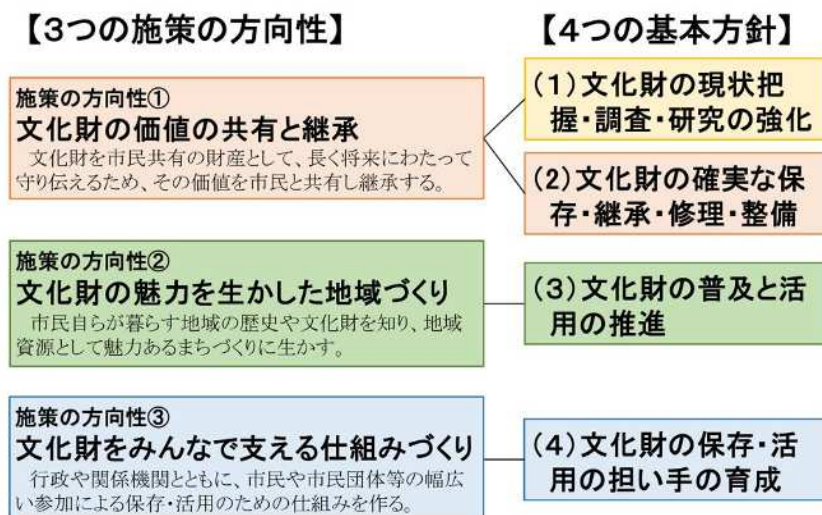 【3つの施策の方向性】
【4つの基本方針】
施策の方向性①
文化財の価値の共有と継承
文化財を市民共有の財産として、長く将来にわたって
守り伝えるため、その価値を市民と共有し継承する。
(1)文化財の現状把
握・調査・研究の強化
(2)文化財の確実な保
存・継承・修理・整備
施策の方向性②
文化財の魅力を生かした地域づくり
市民自らが暮らす地域の歴史や文化財を知り、地域
資源として魅力あるまちづくりに生かす。
(3)文化財の普及と活
用の推進
施策の方向性③
文化財をみんなで支える仕組みづくり
行政や関係機関とともに、市民や市民団体等の幅広
い参加による保存・活用のための仕組みを作る。
(4)文化財の保存・活
用の担い手の育成